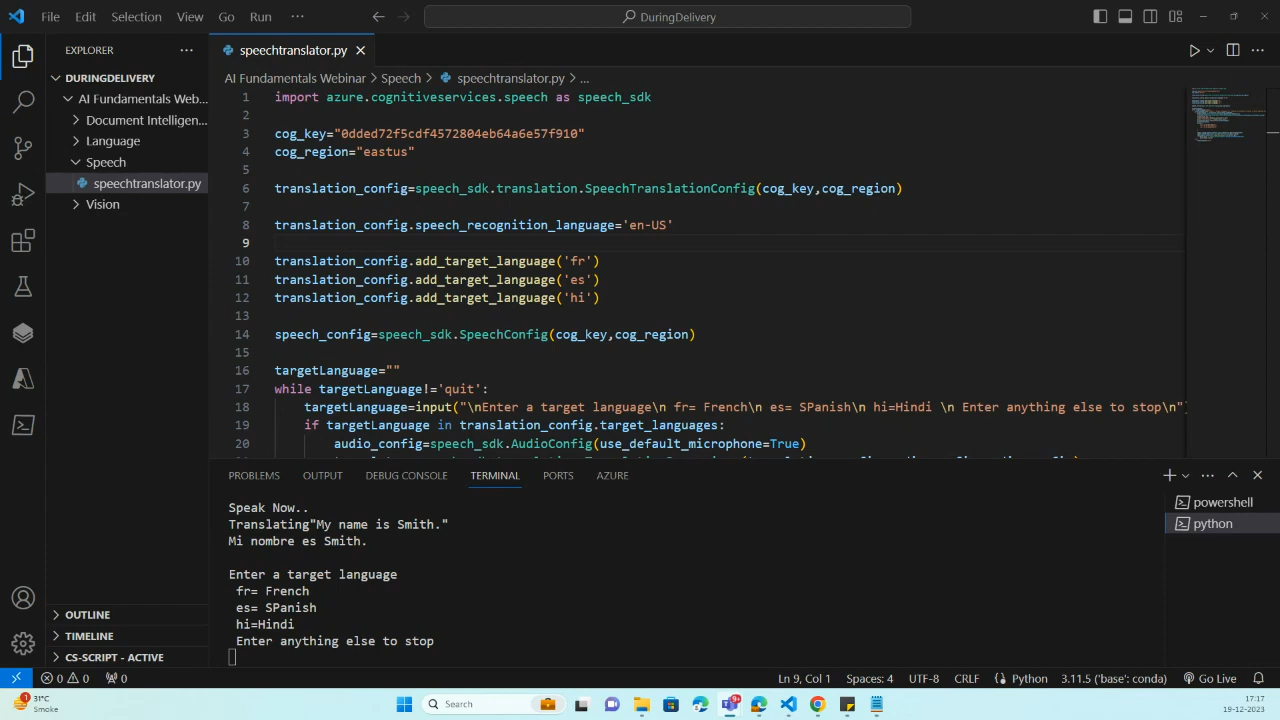 File Edit Selection View Go Run ···
DuringDelivery
EXPLORER
speechtranslator.py
DURINGDELIVERY
AI Fundamentals Web...
Document Intelligen...
Language
Speech
speechtranslator.py
Vision
OUTLINE
TIMELINE
CS-SCRIPT - ACTIVE
AI Fundamentals Webinar > Speech > speechtranslator.py > ...
1 import azure.cognitiveservices.speech as speech_sdk
2
3 cog_key="0dded72f5cdf4572804eb64a6e57f910"
4 cog_region="eastus"
5
6 translation_config=speech_sdk.translation.SpeechTranslationConfig(cog_key,cog_region)
7
8 translation_config.speech_recognition_language='en-US'
9
10 translation_config.add_target_language('fr')
11 translation_config.add_target_language('es')
12 translation_config.add_target_language('hi')
13
14 speech_config=speech_sdk.SpeechConfig(cog_key,cog_region)
15
16 targetLanguage=""
17 while targetLanguage!='quit':
18 targetLanguage=input("\nEnter a target language\n fr= French\n es= SPanish\n hi=Hindi \n Enter anything else to stop\n")
19 if targetLanguage in translation_config.target_languages:
20 audio_config=speech_sdk.AudioConfig(use_default_microphone=True)
PROBLEMS OUTPUT DEBUG CONSOLE TERMINAL PORTS AZURE
powershell
python
Speak Now..
Translating"My name is Smith."
Mi nombre es Smith.
Enter a target language
fr= French
es= SPanish
hi=Hindi
Enter anything else to stop
0 0 0 Ln 9, Col 1 Spaces: 4 UTF-8 CRLF Python 3.11.5 ('base': conda) Go Live
1
31°C
Smoke
Search
9+
17:17
19-12-2023